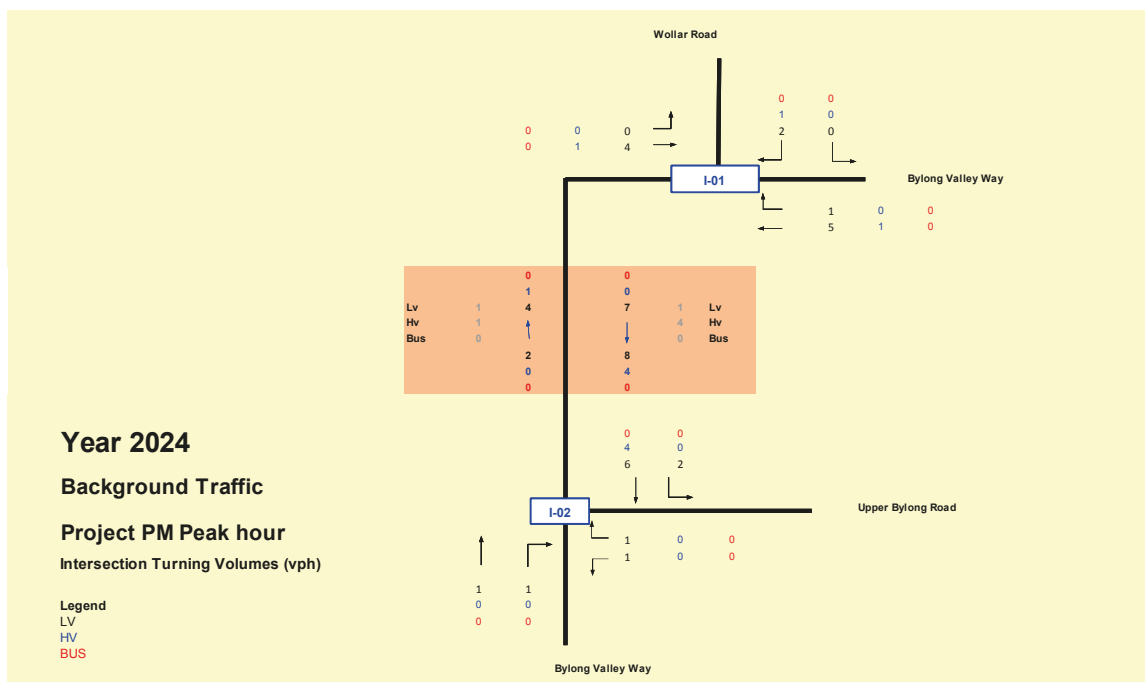 Wollar Road
0 0
1 0
0 0 0 2 0
0 1 4
I-01
Bylong Valley Way
1 0 0
5 1 0
0 0
1 0
Lv 1 4 7 1 Lv
Hv 1 4 Hv
Bus 0 0 Bus
2 8
0 4
0 0
Year 2024
0 0
4 0
6 2
Background Traffic
I-02
Upper Bylong Road
Project PM Peak hour
1 0 0
1 0 0
Intersection Turning Volumes (vph)
1 1
0 0
0 0
Legend
LV
HV
BUS
Bylong Valley Way